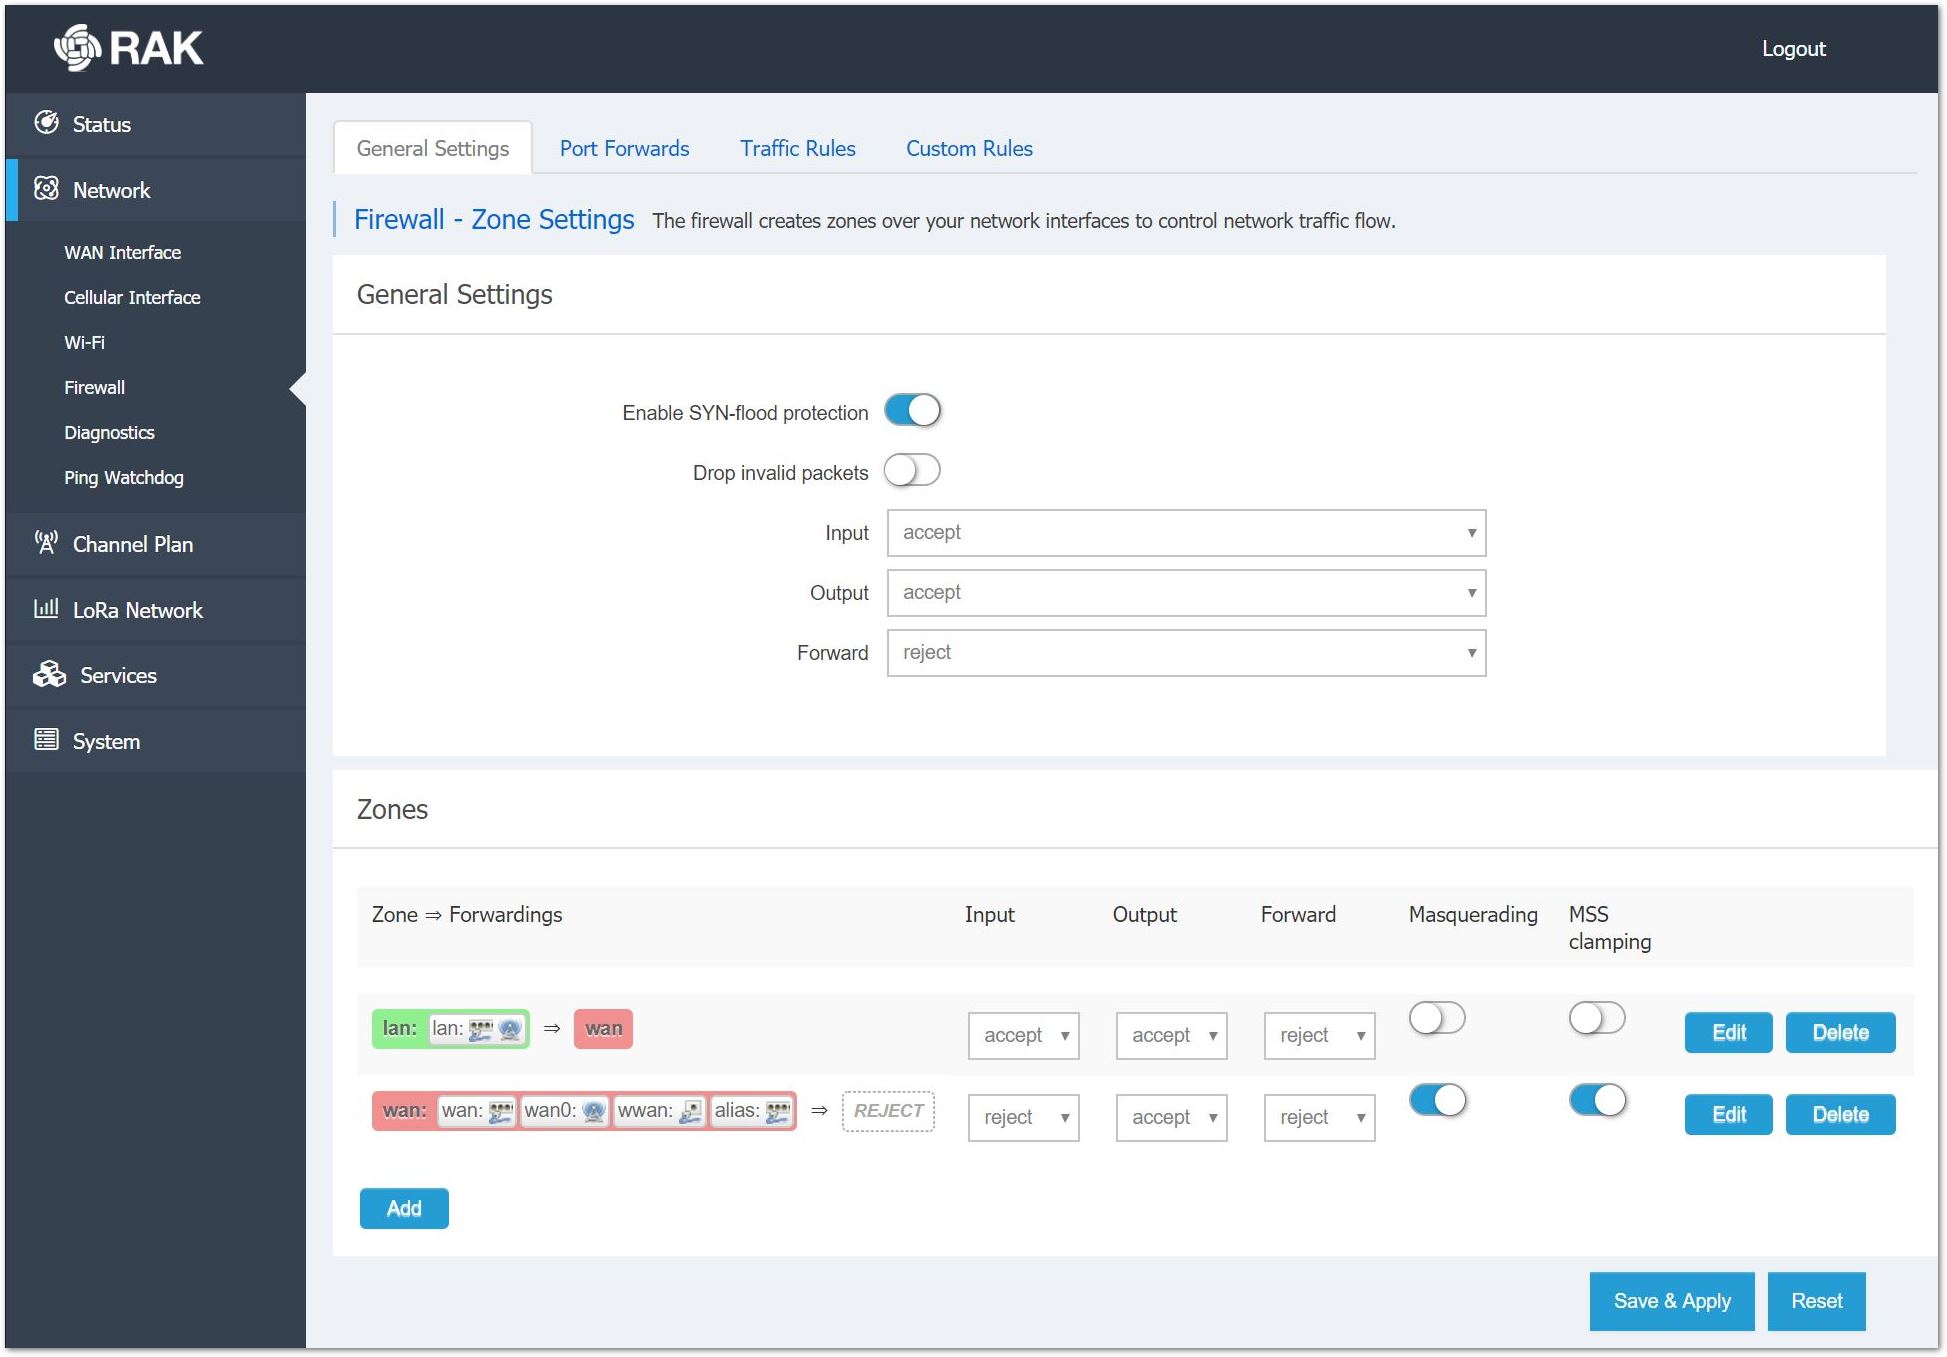 RAK
Logout
Status
Network
WAN Interface
Cellular Interface
Wi-Fi
Firewall
Diagnostics
Ping Watchdog
Channel Plan
LoRa Network
Services
System
General Settings Port Forwards Traffic Rules Custom Rules
Firewall - Zone Settings The firewall creates zones over your network interfaces to control network traffic flow.
General Settings
Enable SYN-flood protection
Drop invalid packets
Input accept
Output accept
Forward reject
Zones
Zone ⇒ Forwardings Input Output Forward Masquerading MSS
clamping
lan: lan: ⇒ wan accept accept reject Edit Delete
wan: wan: wan0: wwan: alias: ⇒ REJECT reject accept reject Edit Delete
Add
Save & Apply Reset